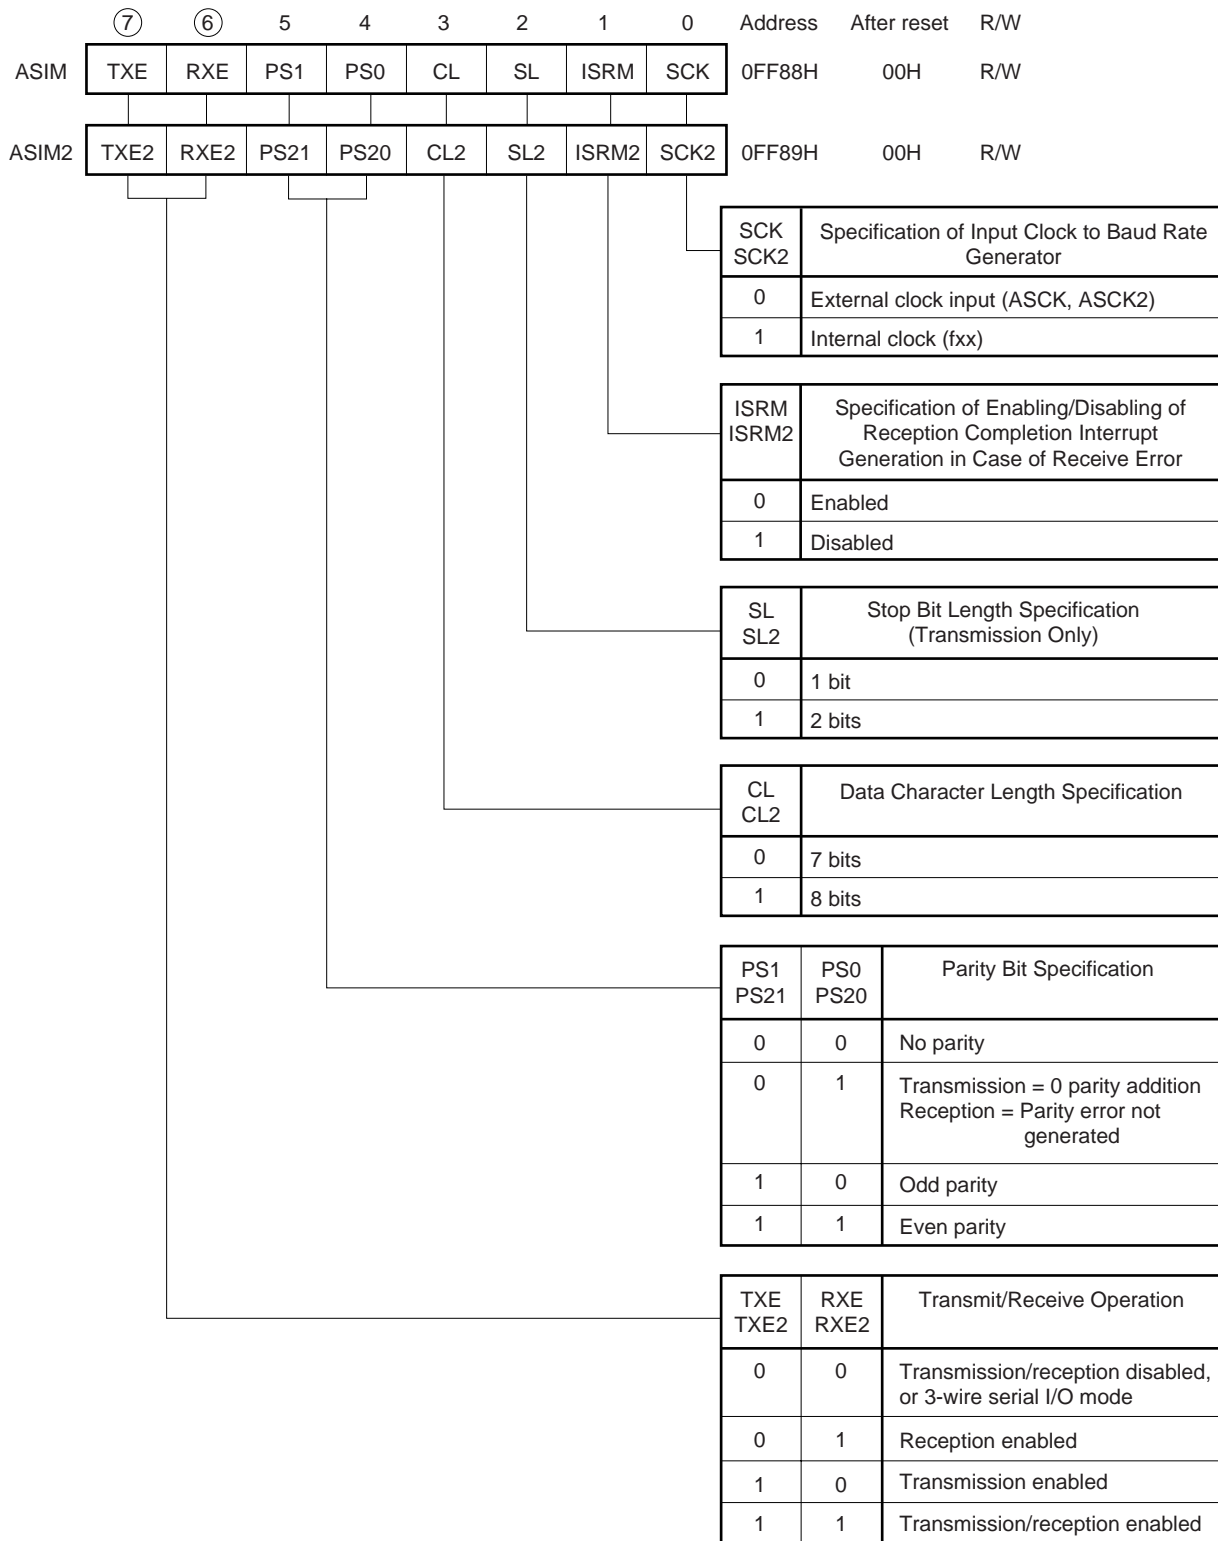 7 6 5 4 3 2 1 0 Address After reset R/W
ASIM TXE RXE PS1 PS0 CL SL ISRM SCK 0FF88H 00H R/W
ASIM2 TXE2 RXE2 PS21 PS20 CL2 SL2 ISRM2 SCK2 0FF89H 00H R/W
SCK Specification of Input Clock to Baud Rate
SCK2 Generator
0 External clock input (ASCK, ASCK2)
1 Internal clock (fxx)
ISRM Specification of Enabling/Disabling of
ISRM2 Reception Completion Interrupt
Generation in Case of Receive Error
0 Enabled
1 Disabled
SL Stop Bit Length Specification
SL2 (Transmission Only)
0 1 bit
1 2 bits
CL Data Character Length Specification
CL2
0 7 bits
1 8 bits
PS1 PS0 Parity Bit Specification
PS21 PS20
0 0 No parity
0 1 Transmission = 0 parity addition
Reception = Parity error not
generated
1 0 Odd parity
1 1 Even parity
TXE RXE Transmit/Receive Operation
TXE2 RXE2
0 0 Transmission/reception disabled,
or 3-wire serial I/O mode
0 1 Reception enabled
1 0 Transmission enabled
1 1 Transmission/reception enabled